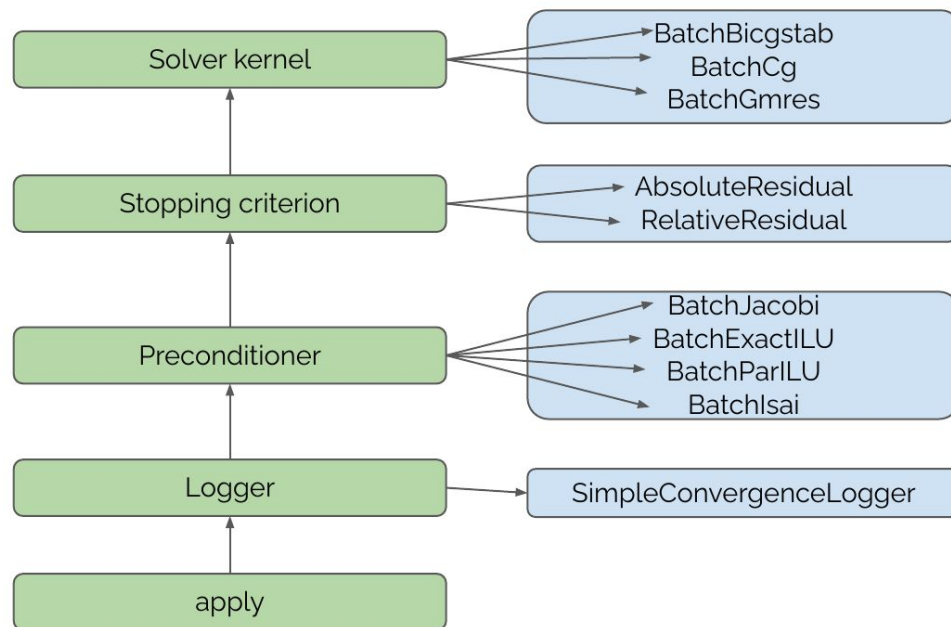 Solver kernel
BatchBicgstab
BatchCg
BatchGmres
Stopping criterion
AbsoluteResidual
RelativeResidual
Preconditioner
BatchJacobi
BatchExactILU
BatchParILU
BatchIsai
Logger
SimpleConvergenceLogger
apply